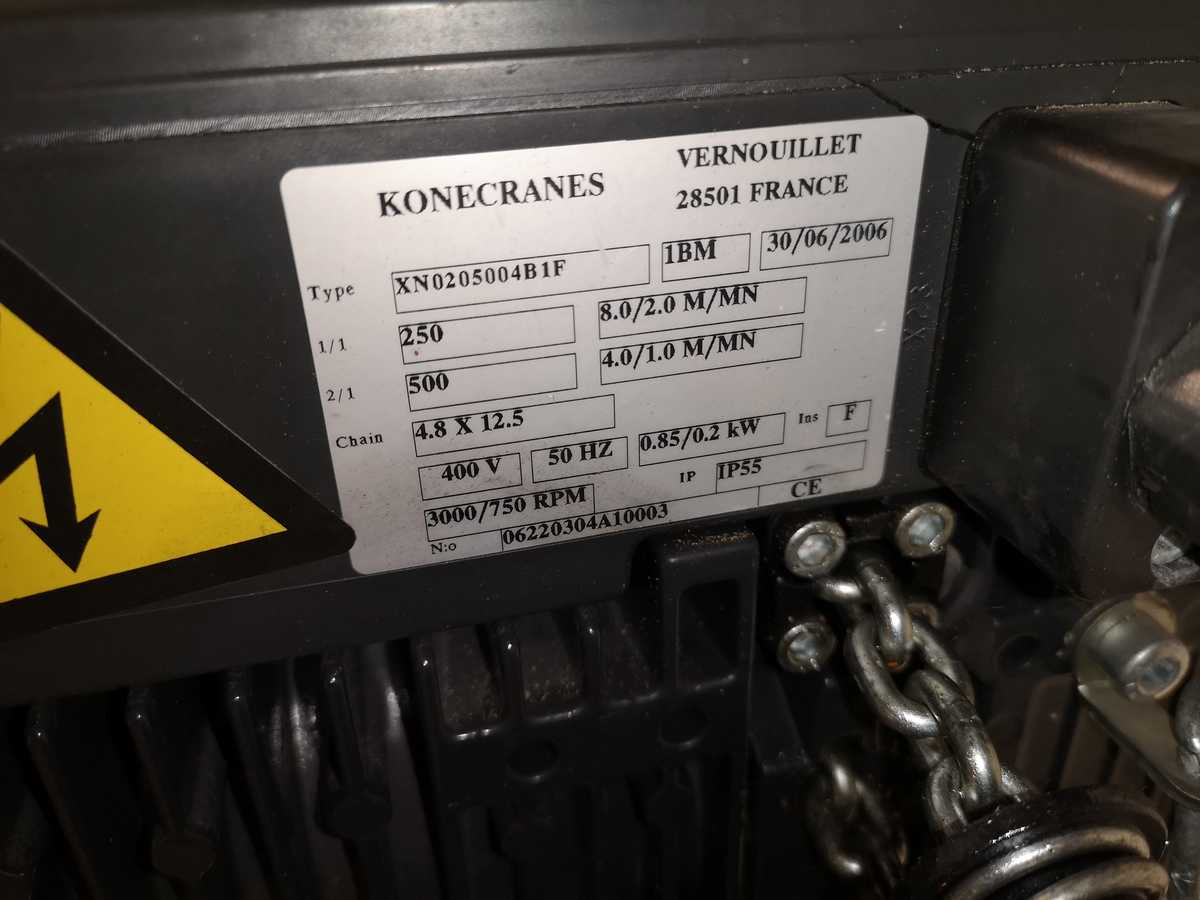 KONECRANES
VERNOUILLET
28501 FRANCE
Type XN0205004B1F 1BM 30/06/2006
1/1 250 8.0/2.0 M/MN
2/1 500 4.0/1.0 M/MN
Chain 4.8 X 12.5
400 V 50 HZ 0.85/0.2 kW Ins F
3000/750 RPM IP IP55
N:o 06220304A10003 CE